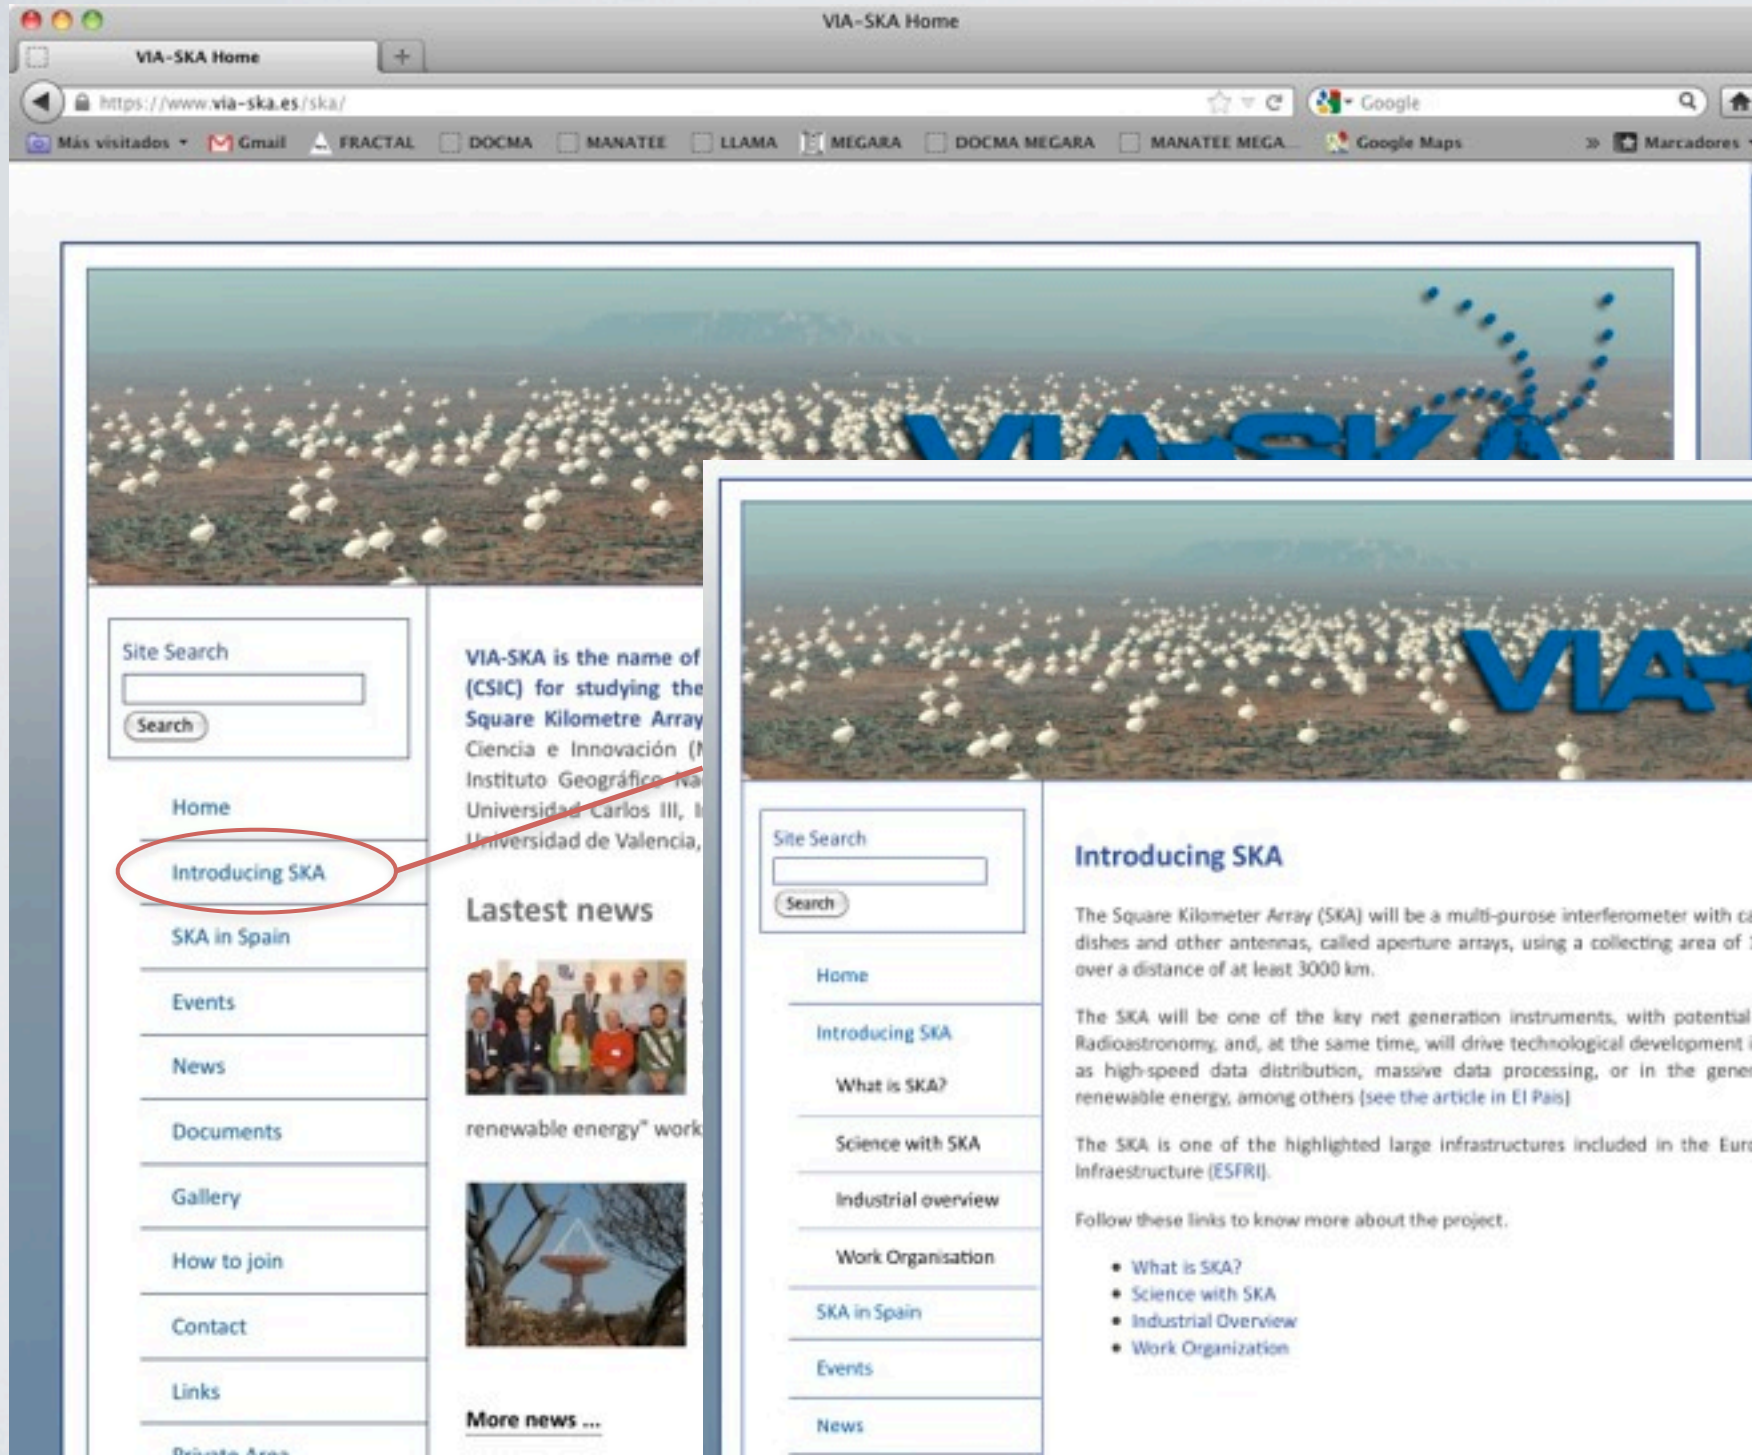 VIA-SKA Home
VIA-SKA Home
https://www.via-ska.es/ska/
Google
Más visitados
Gmail
FRACTAL
DOCMA
MANATEE
LLAMA
MEGARA
DOCMA MEGARA
MANATEE MEGA...
Google Maps
Marcadores
VIA-SKA
Site Search
Search
Home
Introducing SKA
SKA in Spain
Events
News
Documents
Gallery
How to join
Contact
Links
Private Area
VIA-SKA is the name of
(CSIC) for studying the
Square Kilometre Array
Ciencia e Innovación (
Instituto Geográfico
Universidad Carlos III,
Universidad de Valencia,
Lastest news
renewable energy" work
More news ...
VIA-
Site Search
Search
Home
Introducing SKA
What is SKA?
Science with SKA
Industrial overview
Work Organisation
SKA in Spain
Events
News
Introducing SKA
The Square Kilometer Array (SKA) will be a multi-purose interferometer with
dishes and other antennas, called aperture arrays, using a collecting area of
over a distance of at least 3000 km.
The SKA will be one of the key net generation instruments, with potential
Radioastronomy, and, at the same time, will drive technological development
as high-speed data distribution, massive data processing, or in the
renewable energy, among others (see the article in El Pais)
The SKA is one of the highlighted large infrastructures included in the
Infraestructure (ESFRI).
Follow these links to know more about the project.
• What is SKA?
• Science with SKA
• Industrial Overview
• Work Organization